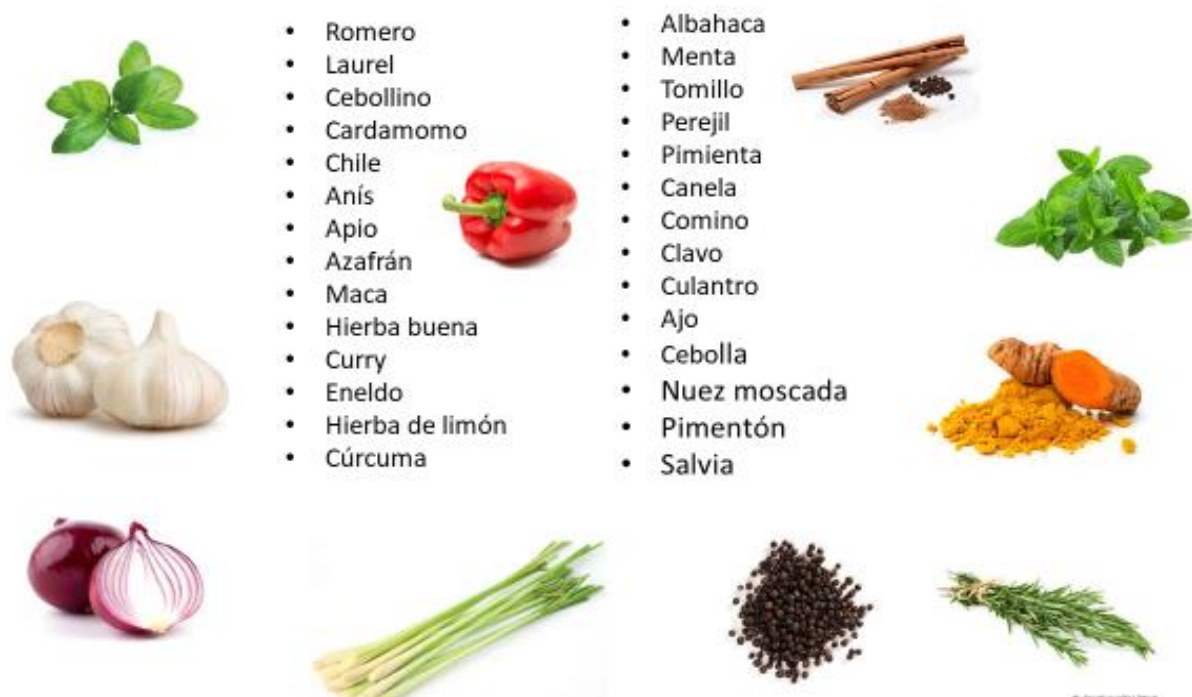 • Romero
• Laurel
• Cebollino
• Cardamomo
• Chile
• Anís
• Apio
• Azafrán
• Maca
• Hierba buena
• Curry
• Eneldo
• Hierba de limón
• Cúrcuma
• Albahaca
• Menta
• Tomillo
• Perejil
• Pimienta
• Canela
• Comino
• Clavo
• Culantro
• Ajo
• Cebolla
• Nuez moscada
• Pimentón
• Salvia